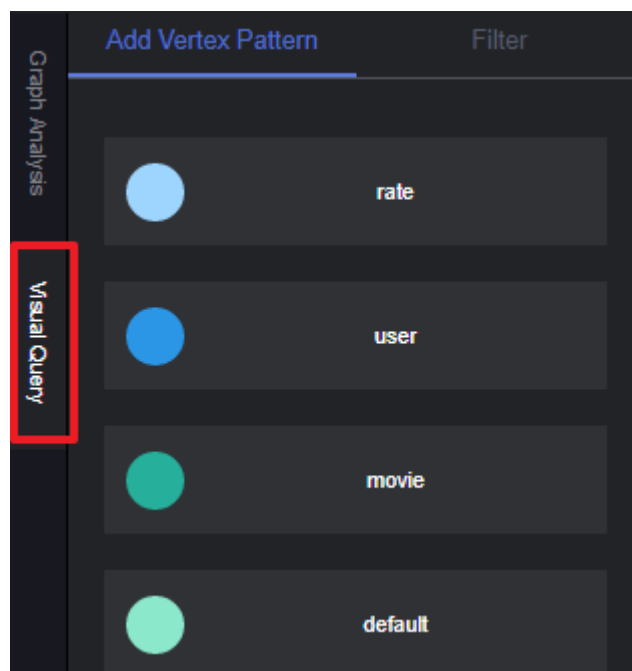 Add Vertex Pattern
Filter
Graph Analysis
Visual Query
rate
user
movie
default